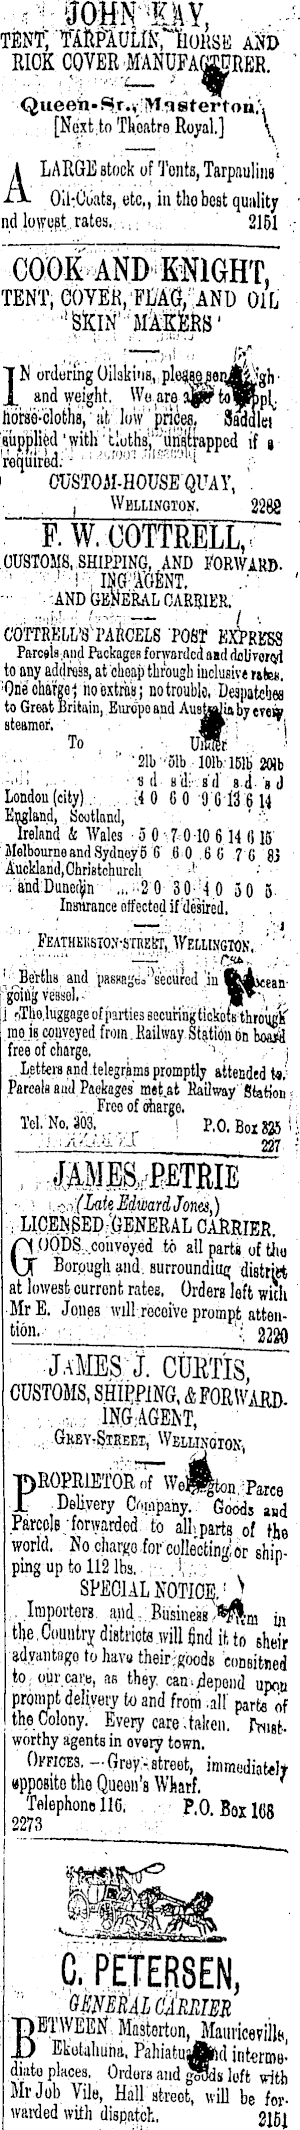 JOHN KAY,
TENT, TARPAULIN, HORSE AND
RICK COVER MANUFACTURER.
Queen-St., Masterton.
[Next to Theatre Royal.]
A LARGE stock of Tents, Tarpaulins
Oil-Coats, etc., in the best quality
nd lowest rates. 2151
COOK AND KNIGHT,
TENT, COVER, FLAG, AND OIL
SKIN MAKERS
IN ordering Oilskins, please
and weight. We are to
horse-cloths, at low prices. Saddlet
supplied with cloths, unstrapped if s
required.
CUSTOM-HOUSE QUAY,
WELLINGTON. 2262
F. W. COTTRELL,
CUSTOMS, SHIPPING, AND FORWARD-
ING AGENT.
AND GENERAL CARRIER.
COTTRELL'S PARCELS POST EXPRESS
Parcels and Packages forwarded and delivered
to any address, at cheap through inclusive rates.
One charge; no extras; no trouble. Despatches
to Great Britain, Europe and Australia by every
steamer.
To Under
2lb 5lb 10lb 15lb 20lb
s d s d s d s d s d
London (city) 4 0 6 0 9 6 13 6 14
England, Scotland,
Ireland & Wales 5 0 7 0 10 6 14 6 15
Melbourne and Sydney 5 6 6 0 6 6 7 6 8
Auckland, Christchurch
and Dunedin ... 2 0 3 0 4 0 5 0 5
Insurance effected if desired.
FEATHERSTON-STREET, WELLINGTON.
Berths and passages secured in ocean
going vessel.
The luggage of parties securing tickets through
me is conveyed from Railway Station on board
free of charge.
Letters and telegrams promptly attended to.
Parcels and Packages met at Railway Station
Free of charge.
Tel. No. 203. P.O. Box 325
227
JAMES PETRIE
(Late Edward Jones,)
LICENSED GENERAL CARRIER.
GOODS conveyed to all parts of the
Borough and surrounding district
at lowest current rates. Orders left with
Mr E. Jones will receive prompt atten-
tion. 2220
JAMES J. CURTIS,
CUSTOMS, SHIPPING, & FORWARD-
ING AGENT,
GREY-STREET, WELLINGTON,
PROPRIETOR of Wellington Parce
Delivery Company. Goods and
Parcels forwarded to all parts of the
world. No charge for collecting or ship-
ping up to 112 lbs.
SPECIAL NOTICE.
Importers and Business in
the Country districts will find it to sheir
advantage to have their goods consitned
to our care, as they can depend upon
prompt delivery to and from all parts of
the Colony. Every care taken. Trust-
worthy agents in every town.
OFFICES. — Grey-street, immediately
opposite the Queen's Wharf.
Telephone 116. P.O. Box 168
2273
C. PETERSEN,
GENERAL CARRIER
BETWEEN Masterton, Mauriceville,
Eketahuna, Pahiatua and interme-
diate places. Orders and goods left with
Mr Job Vile, Hall street, will be for-
warded with dispatch. 2151